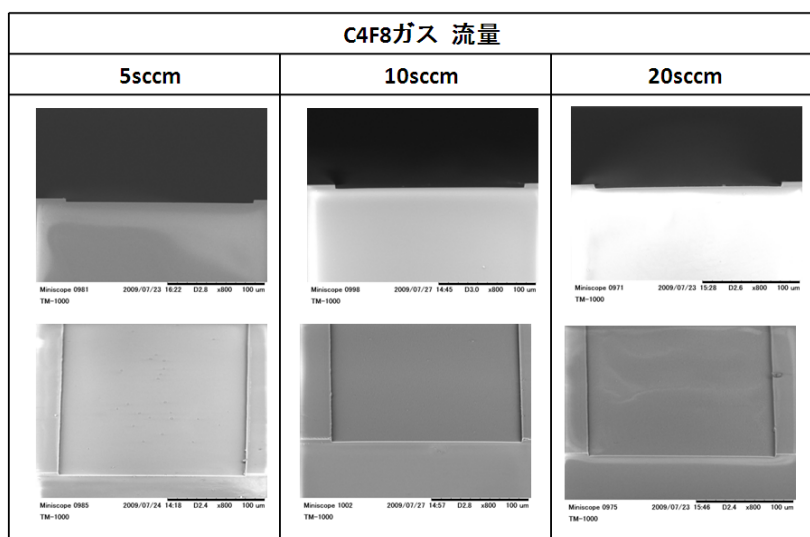 C4F8ガス 流量
5sccm 10sccm 20sccm
Miniscope 0981 2009/07/23 16:22 D2.8 x800 100 um
TM-1000
Miniscope 0998 2009/07/27 14:45 D3.0 x800 100 um
TM-1000
Miniscope 0971 2009/07/23 15:28 D2.6 x800 100 um
TM-1000
Miniscope 0985 2009/07/24 14:18 D2.4 x800 100 um
TM-1000
Miniscope 1002 2009/07/27 14:57 D2.8 x800 100 um
TM-1000
Miniscope 0975 2009/07/23 15:46 D2.4 x800 100 um
TM-1000